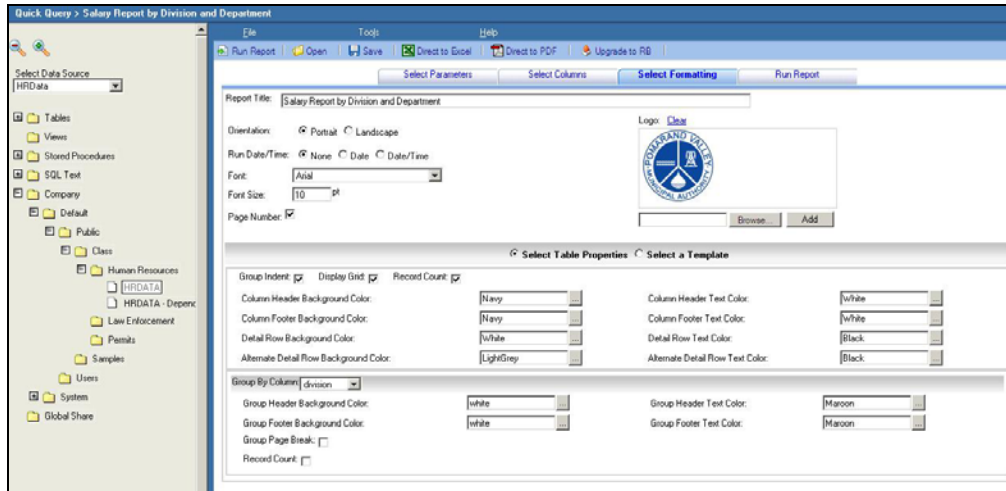 Quick Query > Salary Report by Division and Department
File Tools Help
Run Report Open Save Direct to Excel Direct to PDF Upgrade to RB
Select Parameters Select Columns Select Formatting Run Report
Select Data Source
HRData
Tables
Views
Stored Procedures
SQL Text
Company
Default
Public
Class
Human Resources
HRDATA
HRDATA - Depenc
Law Enforcement
Permits
Samples
Users
System
Global Share
Report Title: Salary Report by Division and Department
Orientation: Portrait Landscape
Run Date/Time: None Date Date/Time
Font: Arial
Font Size: 10 pt
Page Number:
Logo: Clear
POMARAND VALLEY
MUNICIPAL AUTHORITY
Browse... Add
Select Table Properties Select a Template
Group Indent: Display Grid: Record Count:
Column Header Background Color: Navy ... Column Header Text Color: White ...
Column Footer Background Color: Navy ... Column Footer Text Color: White ...
Detail Row Background Color: White ... Detail Row Text Color: Black ...
Alternate Detail Row Background Color: LightGrey ... Alternate Detail Row Text Color: Black ...
Group By Column: division
Group Header Background Color: white ... Group Header Text Color: Maroon ...
Group Footer Background Color: white ... Group Footer Text Color: Maroon ...
Group Page Break:
Record Count: